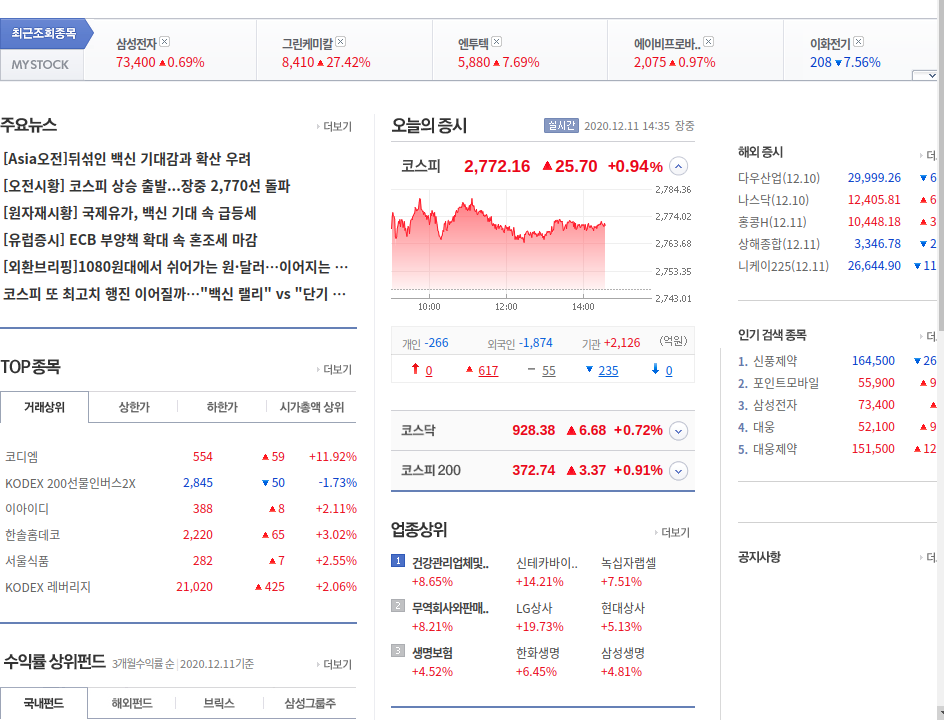 최근조회종목
MY STOCK
삼성전자
73,400 ▲ 0.69%
그린케미칼
8,410 ▲ 27.42%
엔투텍
5,880 ▲ 7.69%
에이비프로바..
2,075 ▲ 0.97%
이화전기
208 ▼ 7.56%
주요뉴스
더보기
[Asia오전]뒤섞인 백신 기대감과 확산 우려
[오전시황] 코스피 상승 출발...장중 2,770선 돌파
[원자재시황] 국제유가, 백신 기대 속 급등세
[유럽증시] ECB 부양책 확대 속 혼조세 마감
[외환브리핑]1080원대에서 쉬어가는 원·달러…이어지는 …
코스피 또 최고치 행진 이어질까…"백신 랠리" vs "단기 …
TOP 종목
더보기
거래상위 상한가 하한가 시가총액 상위
코디엠 554 ▲ 59 +11.92%
KODEX 200선물인버스2X 2,845 ▼ 50 -1.73%
이아이디 388 ▲ 8 +2.11%
한솔홈데코 2,220 ▲ 65 +3.02%
서울식품 282 ▲ 7 +2.55%
KODEX 레버리지 21,020 ▲ 425 +2.06%
수익률 상위펀드 3개월수익률 순 | 2020.12.11기준
더보기
국내펀드 해외펀드 브릭스 삼성그룹주
오늘의 증시
실시간 2020.12.11 14:35 장중
코스피 2,772.16 ▲ 25.70 +0.94%
2,784.36
2,774.02
2,763.68
2,753.35
2,743.01
10:00 12:00 14:00
개인 -266 외국인 -1,874 기관 +2,126 (억원)
↑ 0 ▲ 617 − 55 ▼ 235 ↓ 0
코스닥 928.38 ▲ 6.68 +0.72%
코스피 200 372.74 ▲ 3.37 +0.91%
업종상위
더보기
1 건강관리업체및.. 신테카바이.. 녹십자랩셀
+8.65% +14.21% +7.51%
2 무역회사와판매.. LG상사 현대상사
+8.21% +19.73% +5.13%
3 생명보험 한화생명 삼성생명
+4.52% +6.45% +4.81%
해외 증시
더
다우산업(12.10) 29,999.26 ▼ 6
나스닥(12.10) 12,405.81 ▲ 6
홍콩H(12.11) 10,448.18 ▲ 3
상해종합(12.11) 3,346.78 ▼ 2
니케이225(12.11) 26,644.90 ▼ 11
인기 검색 종목
더
1. 신풍제약 164,500 ▼ 26
2. 포인트모바일 55,900 ▲ 9
3. 삼성전자 73,400 ▲
4. 대웅 52,100 ▲ 9
5. 대웅제약 151,500 ▲ 12
공지사항
더